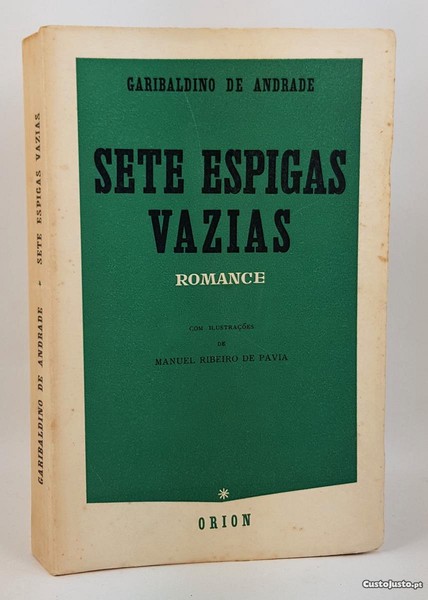 GARIBALDINO DE ANDRADE
SETE ESPIGAS
VAZIAS
ROMANCE
COM ILUSTRAÇÕES
DE
MANUEL RIBEIRO DE PAVIA
*
ORION
GARIBALDINO DE ANDRADE - SETE ESPIGAS VAZIAS
CustoJusto.pt